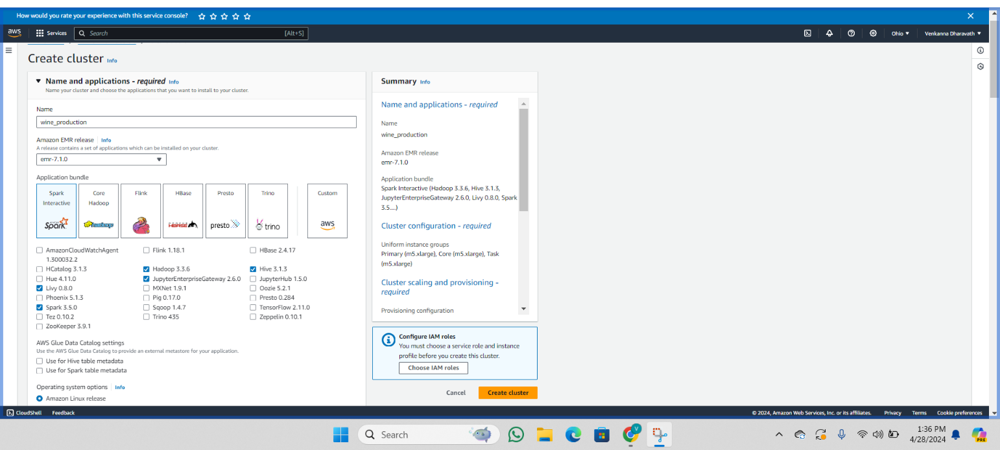 How would you rate your experience with this service console?
aws
Services
Search
[Alt+S]
Ohio ▼
Venkanna Dharavath ▼
Create cluster Info
Name and applications - required Info
Name your cluster and choose the applications that you want to install to your cluster.
Name
wine_production
Amazon EMR release
Info
A release contains a set of applications which can be installed on your cluster.
emr-7.1.0
Application bundle
Spark Interactive
Spark
Core Hadoop
hadoop
Flink
HBase
HBASE
Presto
presto
Trino
trino
Custom
aws
AmazonCloudWatchAgent 1.300032.2
Flink 1.18.1
HBase 2.4.17
HCatalog 3.1.3
Hadoop 3.3.6
Hive 3.1.3
Hue 4.11.0
JupyterEnterpriseGateway 2.6.0
JupyterHub 1.5.0
Livy 0.8.0
MXNet 1.9.1
Oozie 5.2.1
Phoenix 5.1.3
Pig 0.17.0
Presto 0.284
Spark 3.5.0
Sqoop 1.4.7
TensorFlow 2.11.0
Tez 0.10.2
Trino 435
Zeppelin 0.10.1
ZooKeeper 3.9.1
AWS Glue Data Catalog settings
Use the AWS Glue Data Catalog to provide an external metastore for your application.
Use for Hive table metadata
Use for Spark table metadata
Operating system options
Info
Amazon Linux release
Summary Info
Name and applications - required
Name
wine_production
Amazon EMR release
emr-7.1.0
Application bundle
Spark Interactive (Hadoop 3.3.6, Hive 3.1.3,
JupyterEnterpriseGateway 2.6.0, Livy 0.8.0, Spark
3.5....)
Cluster configuration - required
Uniform instance groups
Primary (m5.xlarge), Core (m5.xlarge), Task
(m5.xlarge)
Cluster scaling and provisioning -
required
Provisioning configuration
Configure IAM roles
You must choose a service role and instance
profile before you create this cluster.
Choose IAM roles
Cancel
Create cluster
CloudShell
Feedback
© 2024, Amazon Web Services, Inc. or its affiliates.
Privacy
Terms
Cookie preferences
Search
V
1:36 PM
4/28/2024
PRE